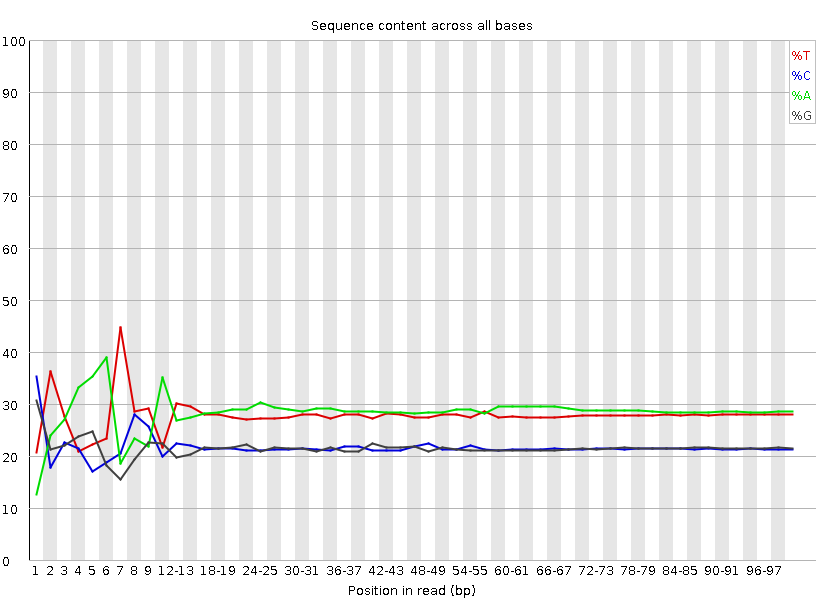 Sequence content across all bases
100
90
80
70
60
50
40
30
20
10
0
%T
%C
%A
%G
1 2 3 4 5 6 7 8 9 12-13 18-19 24-25 30-31 36-37 42-43 48-49 54-55 60-61 66-67 72-73 78-79 84-85 90-91 96-97
Position in read (bp)